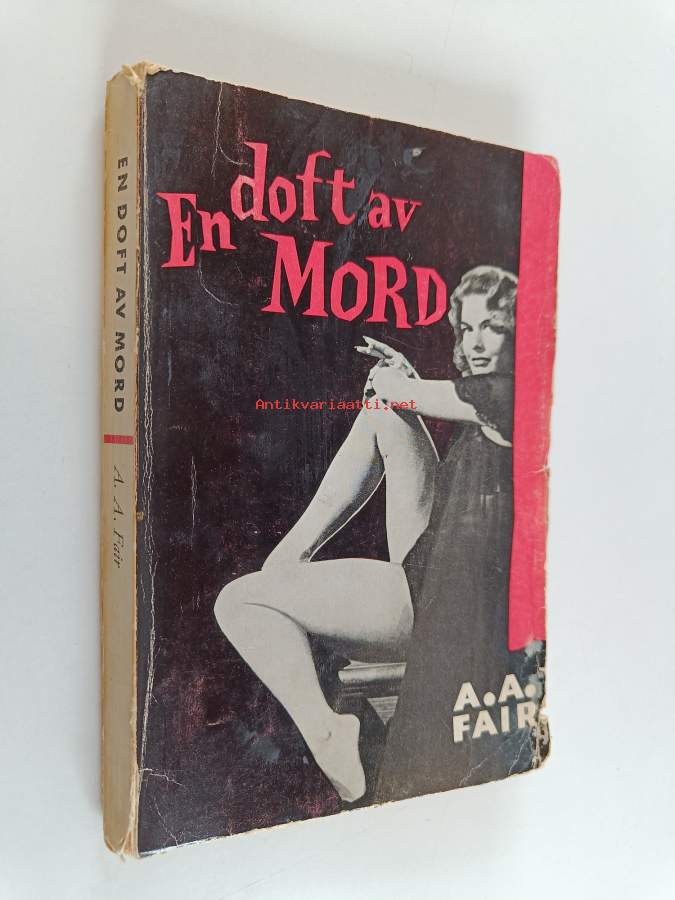 EN DOFT AV MORD
A. A. Fair
En doft av
MORD
Antikvariaatti.net
A.A.
FAIR